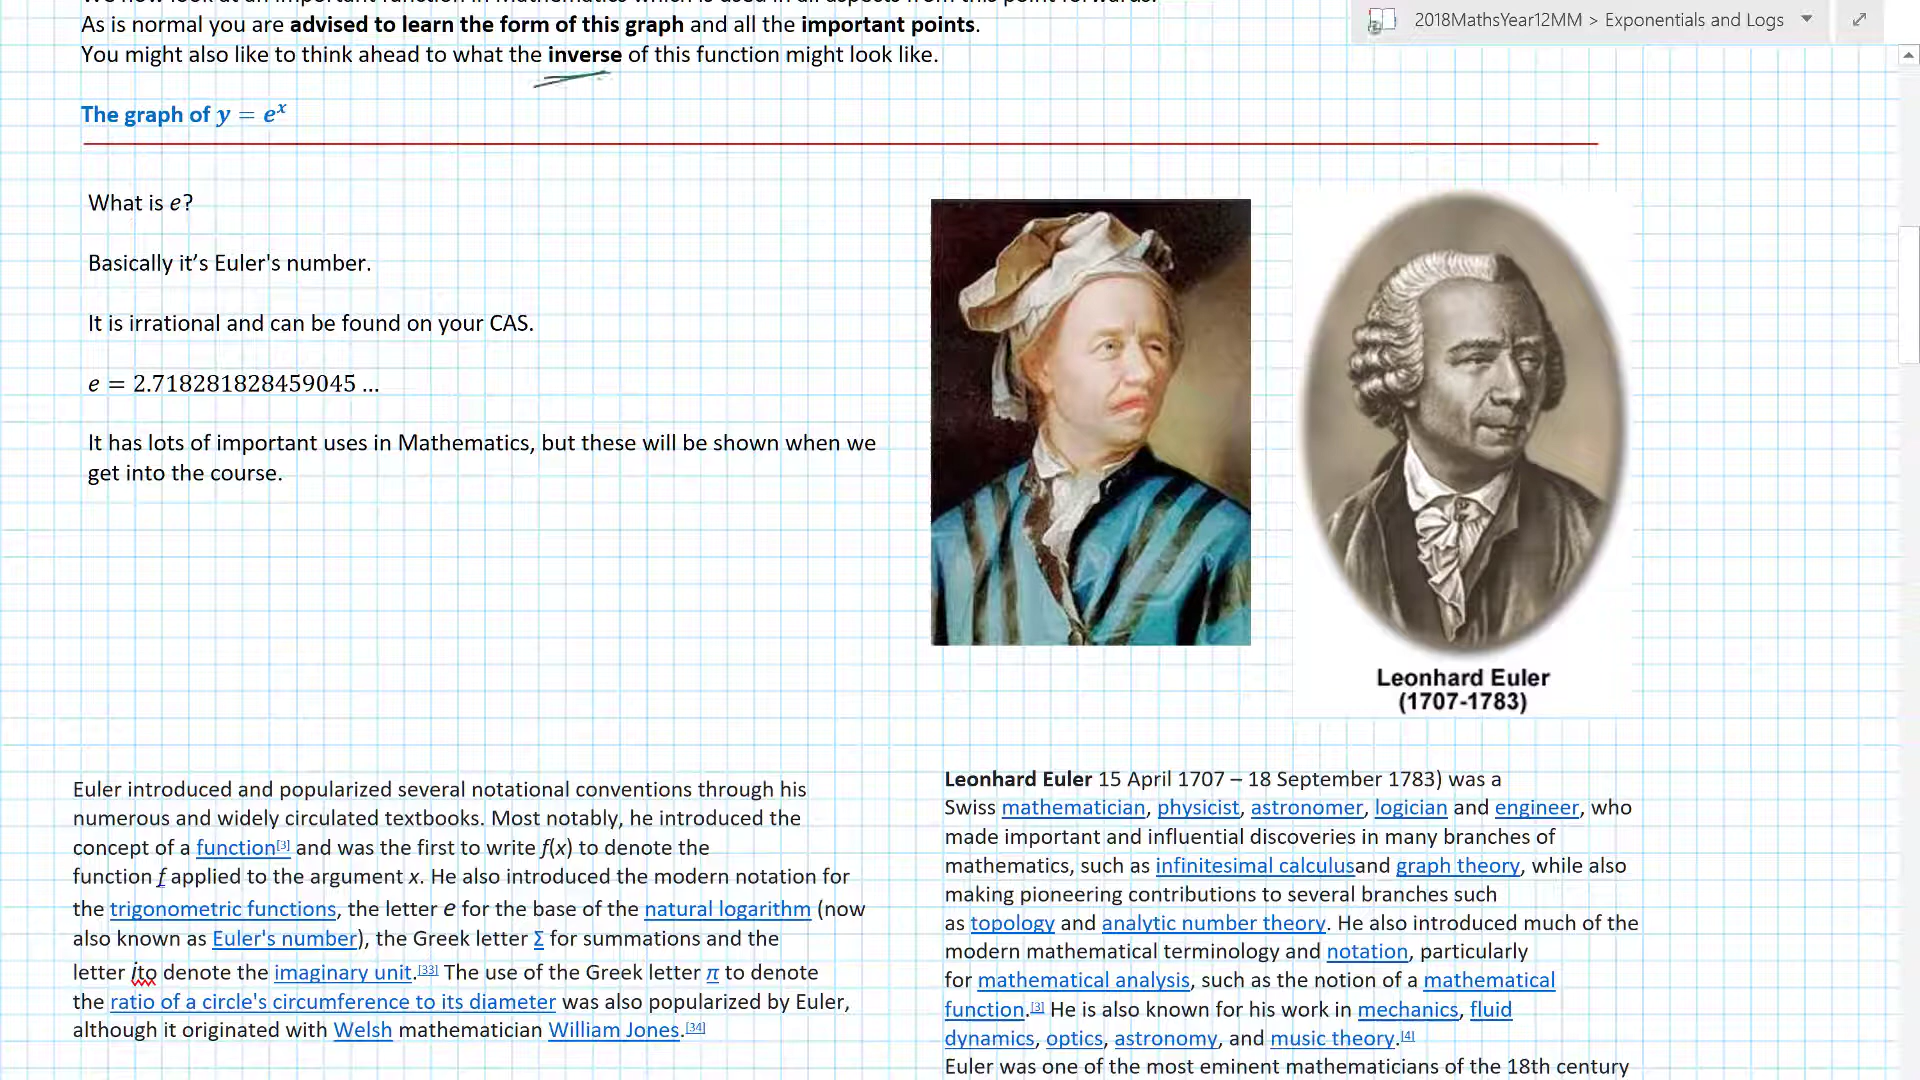 As is normal you are advised to learn the form of this graph and all the important points.
You might also like to think ahead to what the inverse of this function might look like.
2018MathsYear12MM > Exponentials and Logs
The graph of y = eˣ
What is e?
Basically it’s Euler's number.
It is irrational and can be found on your CAS.
e = 2.718281828459045 ...
It has lots of important uses in Mathematics, but these will be shown when we
get into the course.
Leonhard Euler
(1707-1783)
Euler introduced and popularized several notational conventions through his
numerous and widely circulated textbooks. Most notably, he introduced the
concept of a function[3] and was the first to write f(x) to denote the
function f applied to the argument x. He also introduced the modern notation for
the trigonometric functions, the letter e for the base of the natural logarithm (now
also known as Euler's number), the Greek letter Σ for summations and the
letter ito denote the imaginary unit.[33] The use of the Greek letter π to denote
the ratio of a circle's circumference to its diameter was also popularized by Euler,
although it originated with Welsh mathematician William Jones.[34]
Leonhard Euler 15 April 1707 – 18 September 1783) was a
Swiss mathematician, physicist, astronomer, logician and engineer, who
made important and influential discoveries in many branches of
mathematics, such as infinitesimal calculusand graph theory, while also
making pioneering contributions to several branches such
as topology and analytic number theory. He also introduced much of the
modern mathematical terminology and notation, particularly
for mathematical analysis, such as the notion of a mathematical
function.[3] He is also known for his work in mechanics, fluid
dynamics, optics, astronomy, and music theory.[4]
Euler was one of the most eminent mathematicians of the 18th century